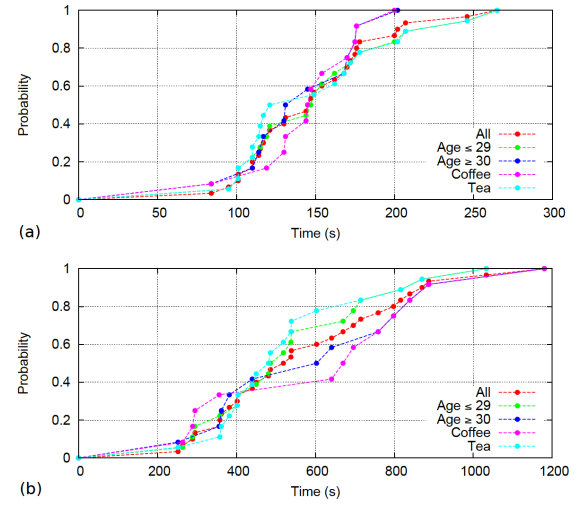 1
0.8
0.6
0.4
0.2
0
Probability
All
Age ≤ 29
Age ≥ 30
Coffee
Tea
0 50 100 150 200 250 300
(a) Time (s)
1
0.8
0.6
0.4
0.2
0
Probability
All
Age ≤ 29
Age ≥ 30
Coffee
Tea
0 200 400 600 800 1000 1200
(b) Time (s)